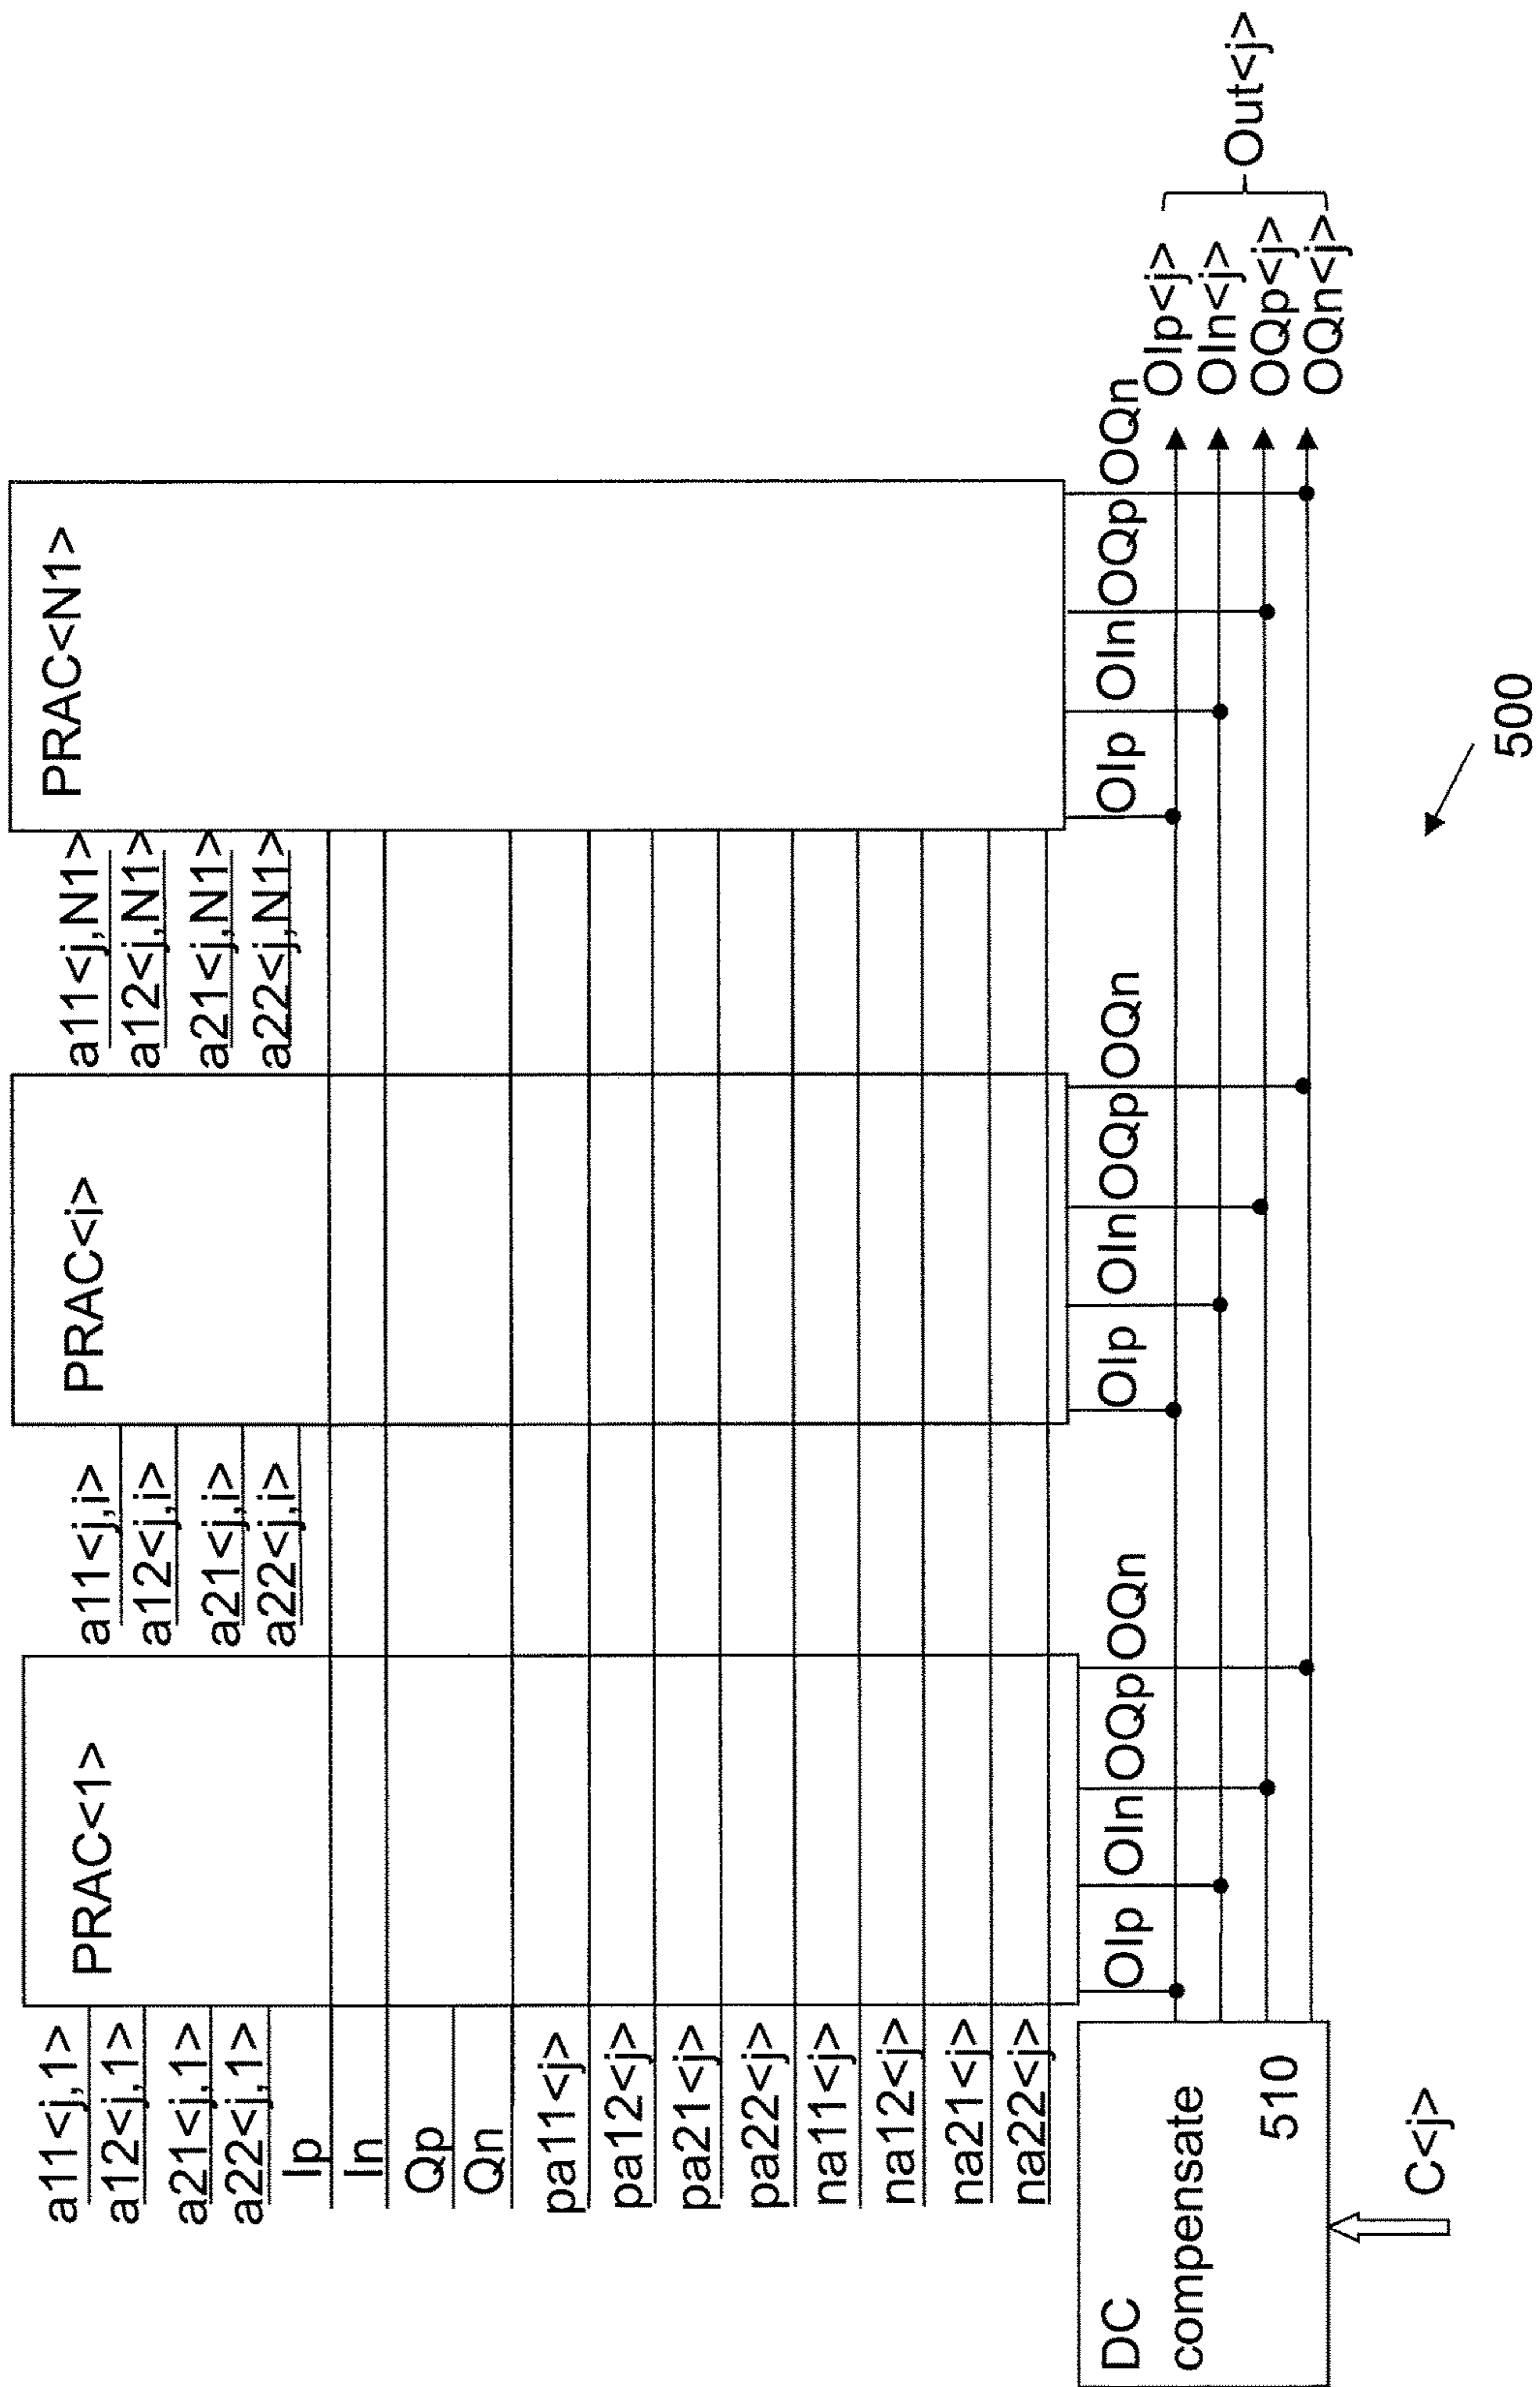 PRAC<1>
PRAC<i>
PRAC<N1>
a11<j,1>
a12<j,1>
a21<j,1>
a22<j,1>
Ip
In
Qp
Qn
pa11<j>
pa12<j>
pa21<j>
pa22<j>
na11<j>
na12<j>
na21<j>
na22<j>
a11<j,i>
a12<j,i>
a21<j,i>
a22<j,i>
a11<j,N1>
a12<j,N1>
a21<j,N1>
a22<j,N1>
OIp OIn OQp OQn
OIp OIn OQp OQn
OIp OIn OQp OQn
OIp<j>
OIn<j>
OQp<j>
OQn<j>
Out<j>
DC
compensate
510
C<j>
500